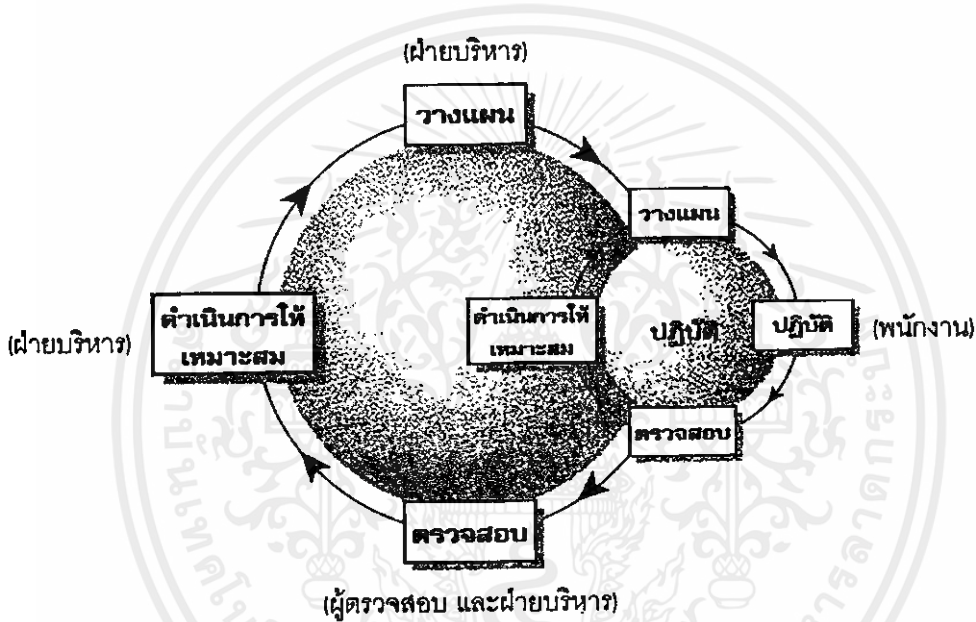 (ฝ่ายบริหาร)
วางแผน
วางแผน
(ฝ่ายบริหาร)
ดำเนินการให้
เหมาะสม
ดำเนินการให้
เหมาะสม
ปฏิบัติ
ปฏิบัติ
(พนักงาน)
ตรวจสอบ
ตรวจสอบ
(ผู้ตรวจสอบ และฝ่ายบริหาร)